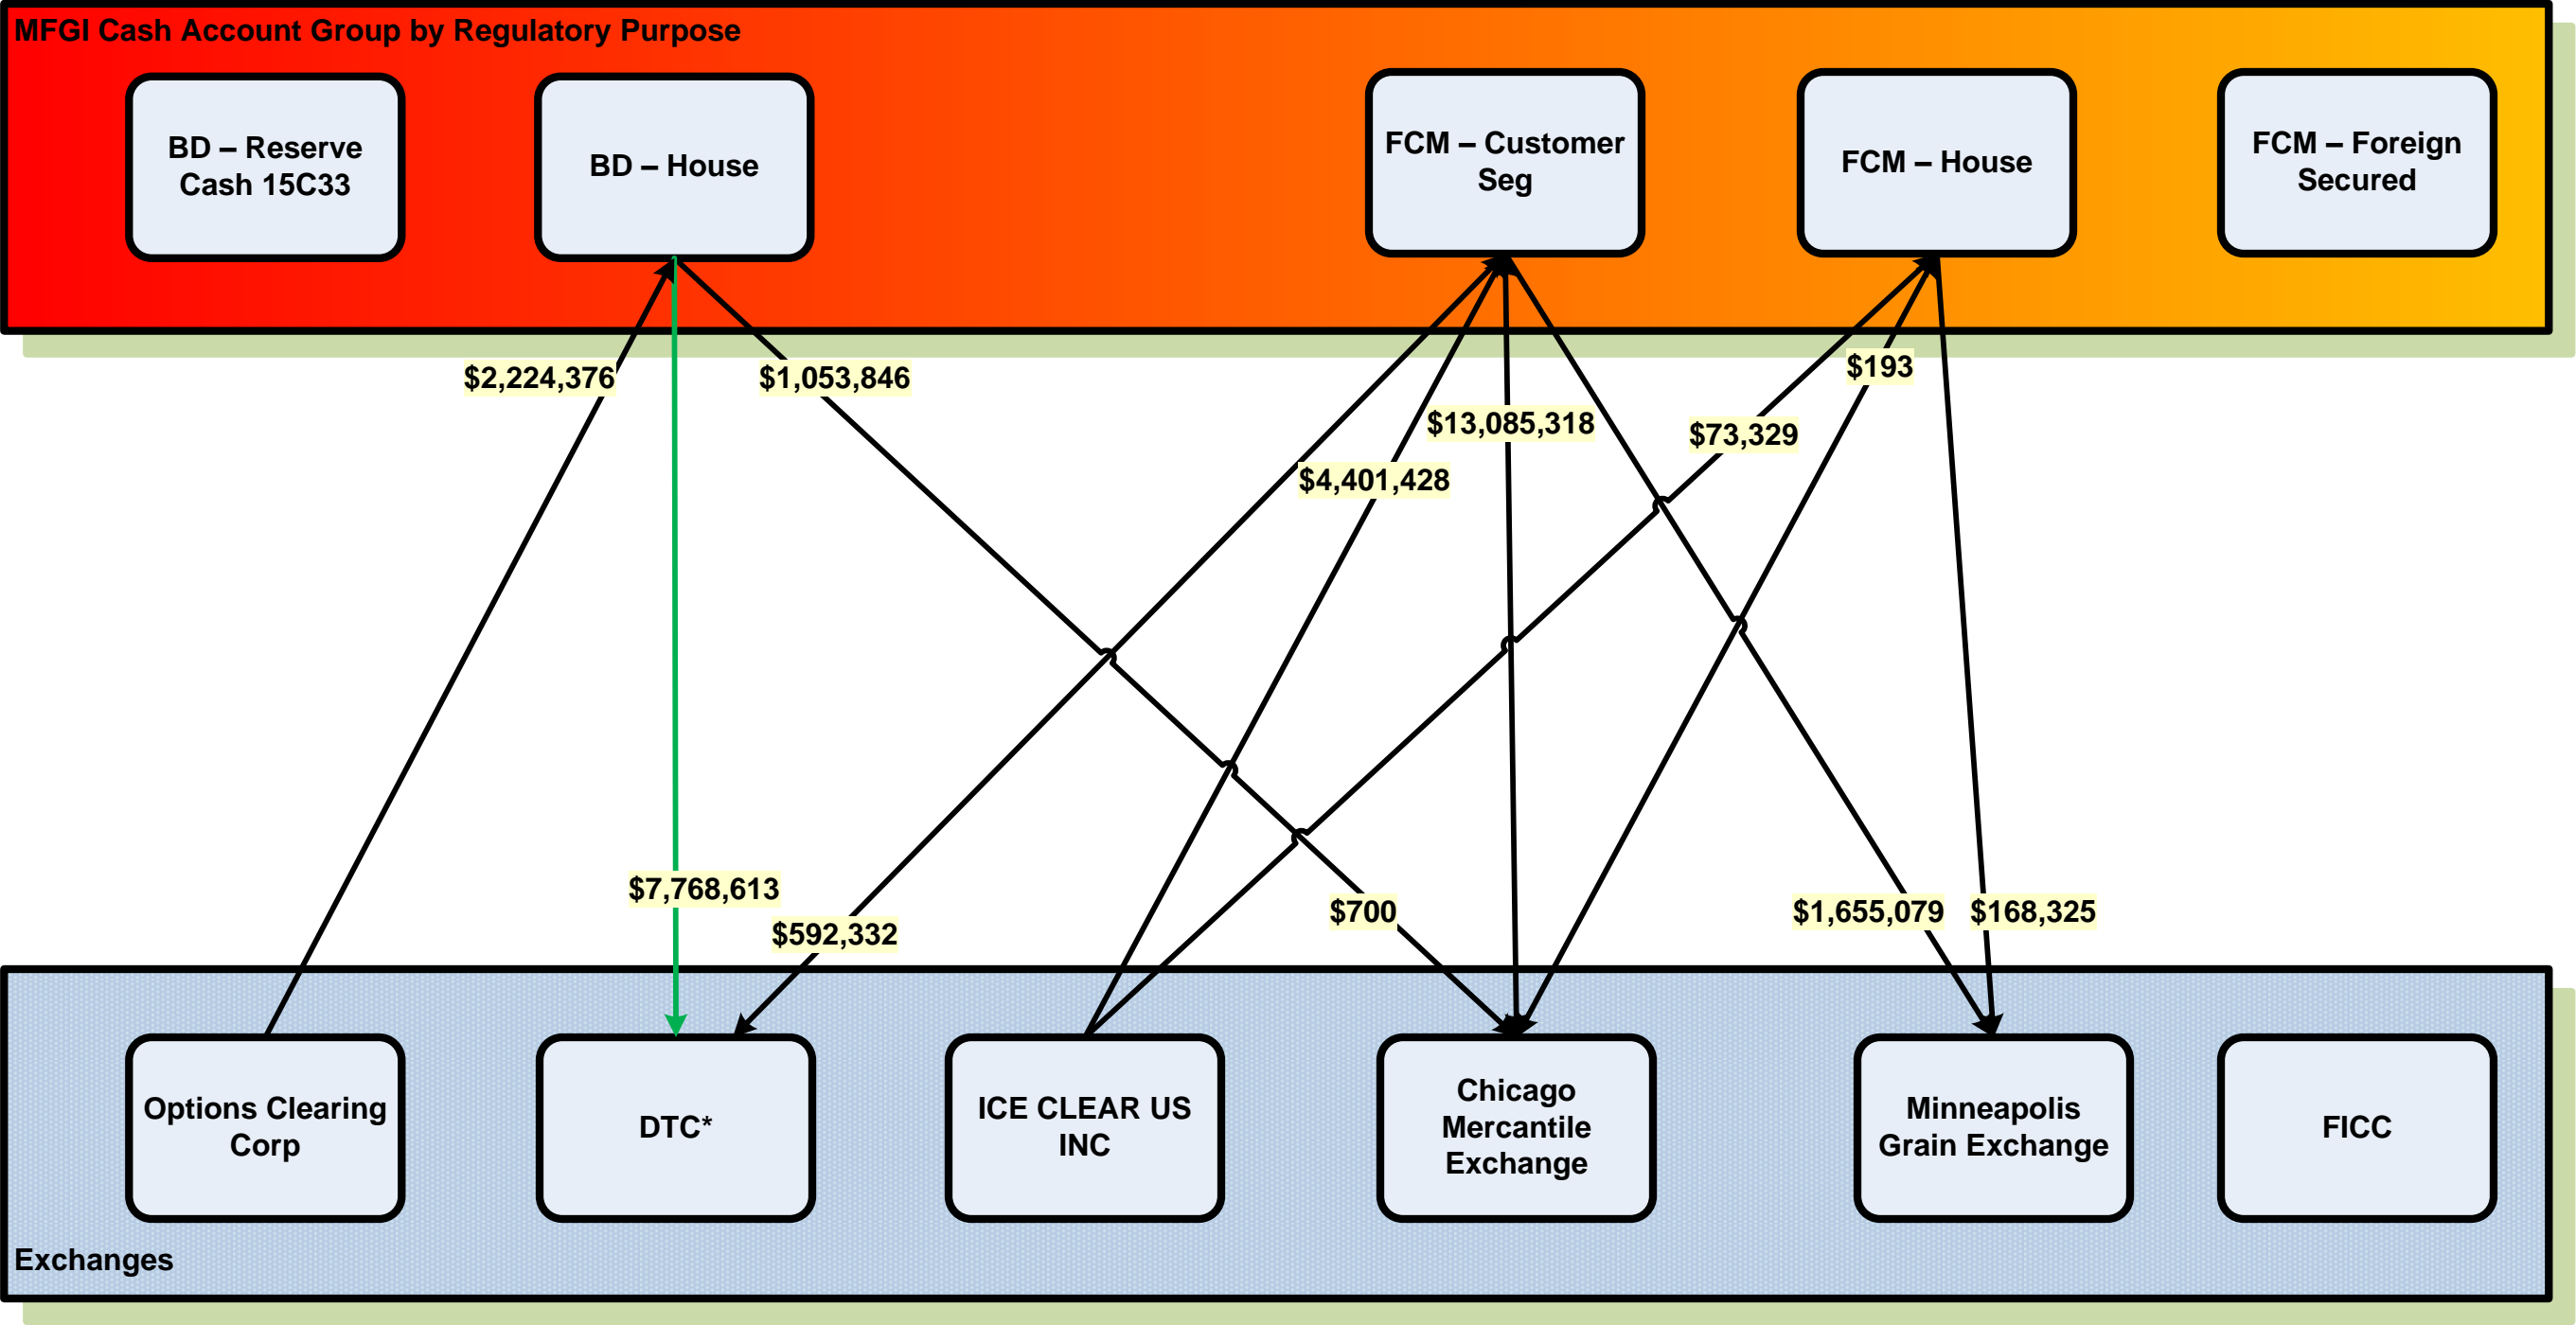 MFGI Cash Account Group by Regulatory Purpose
BD – Reserve
Cash 15C33
BD – House
FCM – Customer
Seg
FCM – House
FCM – Foreign
Secured
$2,224,376
$1,053,846
$193
$13,085,318
$73,329
$4,401,428
$7,768,613
$592,332
$700
$1,655,079
$168,325
Options Clearing
Corp
DTC*
ICE CLEAR US
INC
Chicago
Mercantile
Exchange
Minneapolis
Grain Exchange
FICC
Exchanges